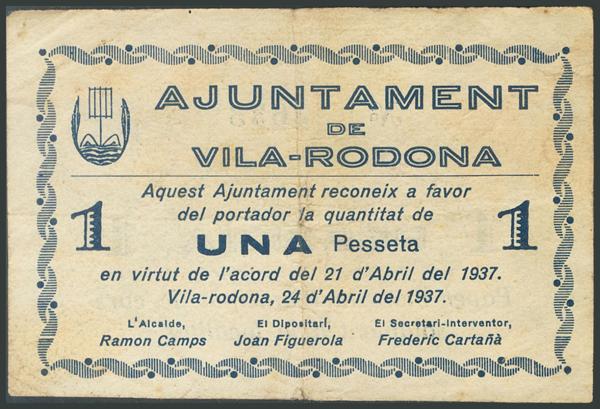 AJUNTAMENT
DE
VILA-RODONA
Aquest Ajuntament reconeix a favor
del portador la quantitat de
1 UNA Pesseta 1
en virtut de l'acord del 21 d'Abril del 1937.
Vila-rodona, 24 d'Abril del 1937.
L'Alcalde, El Dipositari, El Secretari-Interventor,
Ramon Camps Joan Figuerola Frederic Cartañà